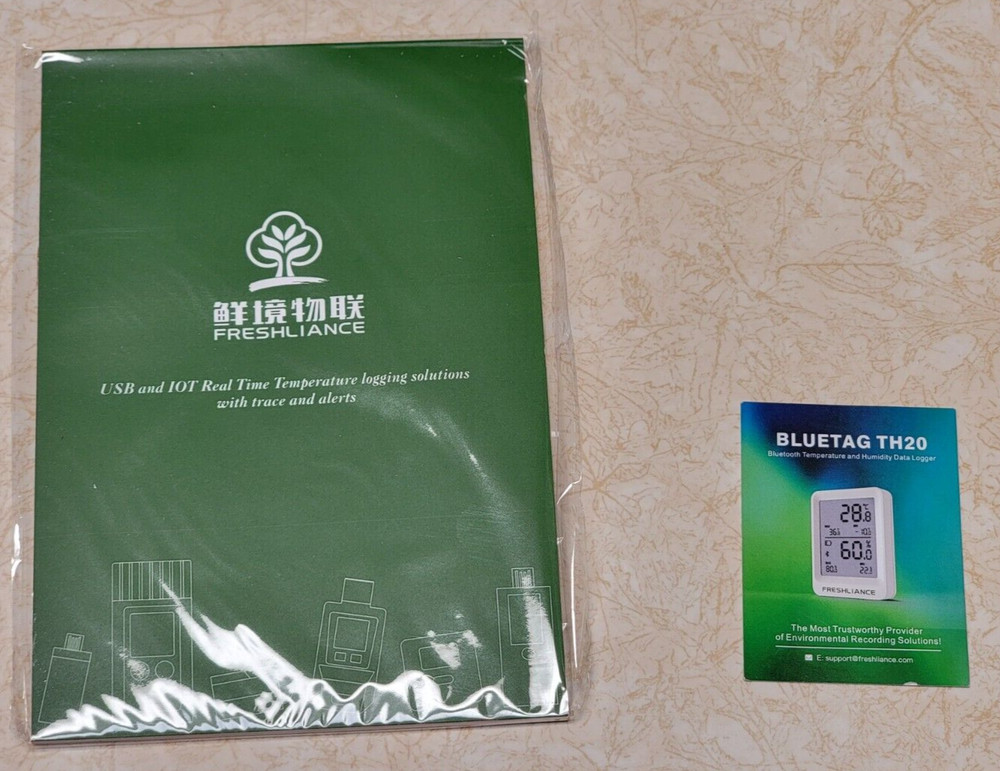 鲜境物联
FRESHLIANCE
USB and IOT Real Time Temperature logging solutions
with trace and alerts
BLUETAG TH20
Bluetooth Temperature and Humidity Data Logger
28.8 ℃
60.0 %
FRESHLIANCE
The Most Trustworthy Provider
of Environmental Recording Solutions!
E: support@freshliance.com